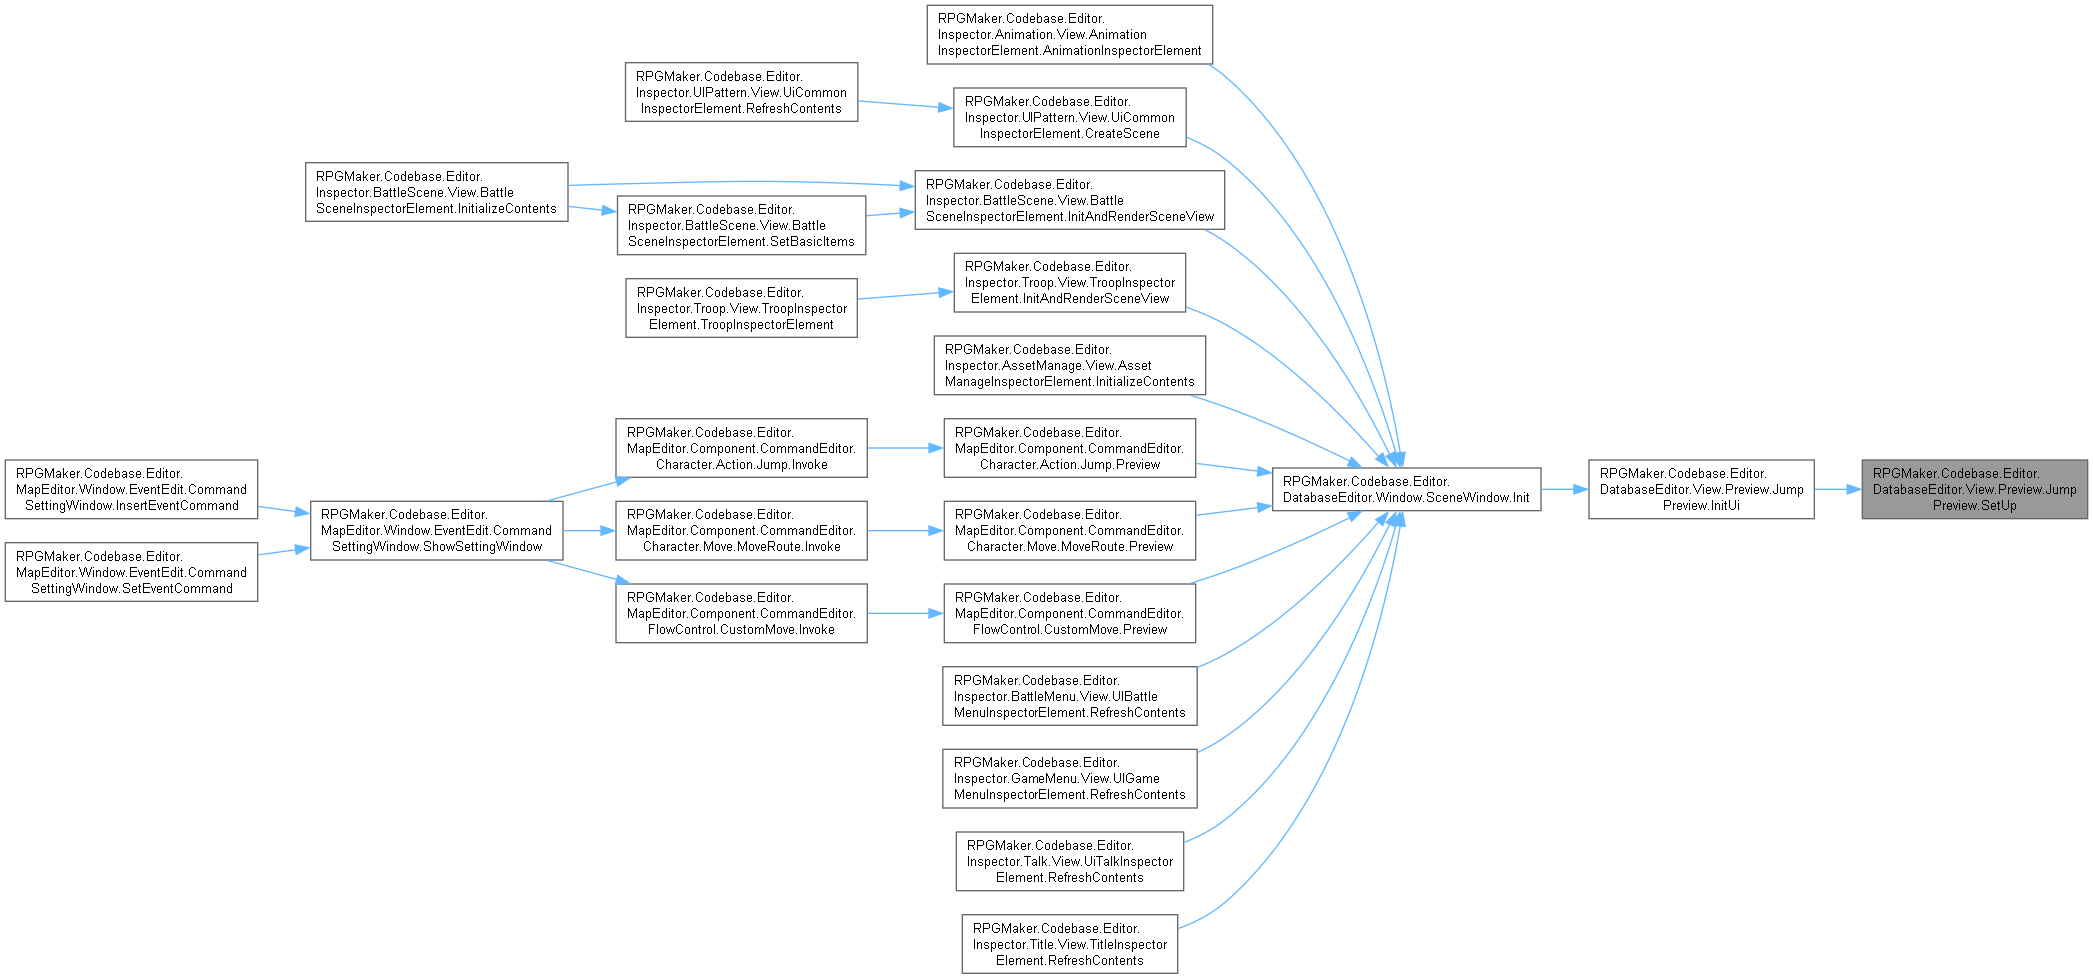 RPGMaker.Codebase.Editor.
Inspector.Animation.View.Animation
InspectorElement.AnimationInspectorElement
RPGMaker.Codebase.Editor.
Inspector.UIPattern.View.UiCommon
InspectorElement.RefreshContents
RPGMaker.Codebase.Editor.
Inspector.UIPattern.View.UiCommon
InspectorElement.CreateScene
RPGMaker.Codebase.Editor.
Inspector.BattleScene.View.Battle
SceneInspectorElement.InitializeContents
RPGMaker.Codebase.Editor.
Inspector.BattleScene.View.Battle
SceneInspectorElement.SetBasicItems
RPGMaker.Codebase.Editor.
Inspector.BattleScene.View.Battle
SceneInspectorElement.InitAndRenderSceneView
RPGMaker.Codebase.Editor.
Inspector.Troop.View.TroopInspector
Element.TroopInspectorElement
RPGMaker.Codebase.Editor.
Inspector.Troop.View.TroopInspector
Element.InitAndRenderSceneView
RPGMaker.Codebase.Editor.
Inspector.AssetManage.View.Asset
ManageInspectorElement.InitializeContents
RPGMaker.Codebase.Editor.
MapEditor.Window.EventEdit.Command
SettingWindow.InsertEventCommand
RPGMaker.Codebase.Editor.
MapEditor.Window.EventEdit.Command
SettingWindow.SetEventCommand
RPGMaker.Codebase.Editor.
MapEditor.Window.EventEdit.Command
SettingWindow.ShowSettingWindow
RPGMaker.Codebase.Editor.
MapEditor.Component.CommandEditor.
Character.Action.Jump.Invoke
RPGMaker.Codebase.Editor.
MapEditor.Component.CommandEditor.
Character.Move.MoveRoute.Invoke
RPGMaker.Codebase.Editor.
MapEditor.Component.CommandEditor.
FlowControl.CustomMove.Invoke
RPGMaker.Codebase.Editor.
MapEditor.Component.CommandEditor.
Character.Action.Jump.Preview
RPGMaker.Codebase.Editor.
MapEditor.Component.CommandEditor.
Character.Move.MoveRoute.Preview
RPGMaker.Codebase.Editor.
MapEditor.Component.CommandEditor.
FlowControl.CustomMove.Preview
RPGMaker.Codebase.Editor.
Inspector.BattleMenu.View.UIBattle
MenuInspectorElement.RefreshContents
RPGMaker.Codebase.Editor.
Inspector.GameMenu.View.UIGame
MenuInspectorElement.RefreshContents
RPGMaker.Codebase.Editor.
Inspector.Talk.View.UiTalkInspector
Element.RefreshContents
RPGMaker.Codebase.Editor.
Inspector.Title.View.TitleInspector
Element.RefreshContents
RPGMaker.Codebase.Editor.
DatabaseEditor.Window.SceneWindow.Init
RPGMaker.Codebase.Editor.
DatabaseEditor.View.Preview.Jump
Preview.InitUi
RPGMaker.Codebase.Editor.
DatabaseEditor.View.Preview.Jump
Preview.SetUp